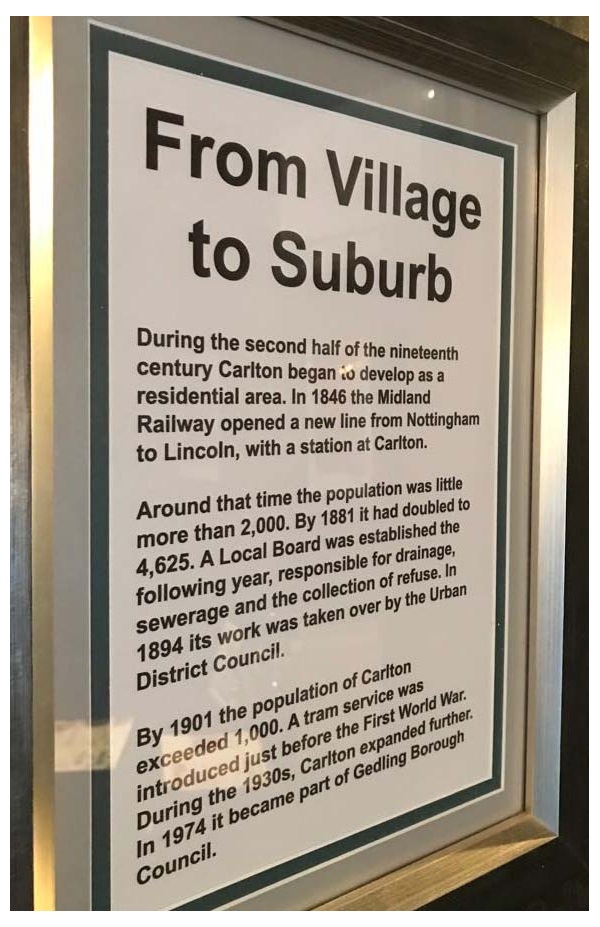 From Village
to Suburb
During the second half of the nineteenth
century Carlton began to develop as a
residential area. In 1846 the Midland
Railway opened a new line from Nottingham
to Lincoln, with a station at Carlton.
Around that time the population was little
more than 2,000. By 1881 it had doubled to
4,625. A Local Board was established the
following year, responsible for drainage,
sewerage and the collection of refuse. In
1894 its work was taken over by the Urban
District Council.
By 1901 the population of Carlton
exceeded 1,000. A tram service was
introduced just before the First World War.
During the 1930s, Carlton expanded further.
In 1974 it became part of Gedling Borough
Council.